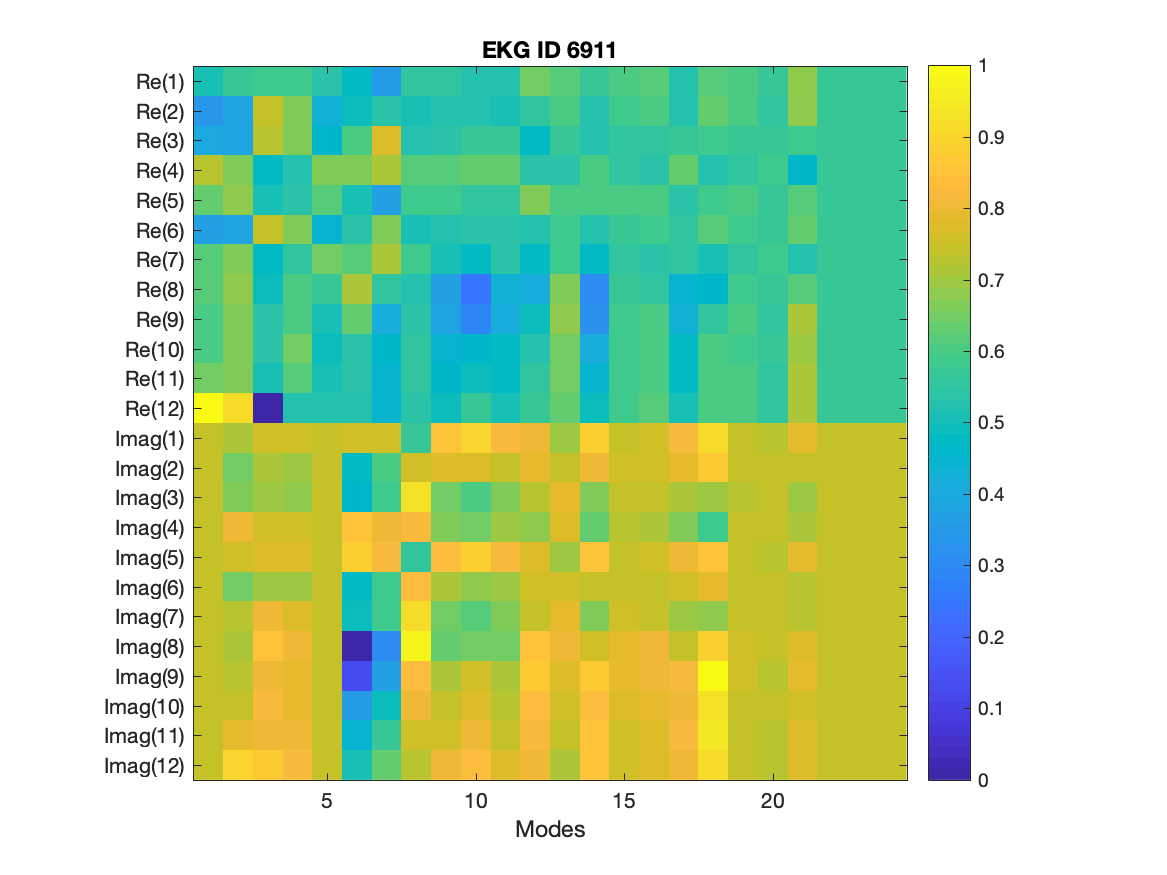 EKG ID 6911
Re(1)
Re(2)
Re(3)
Re(4)
Re(5)
Re(6)
Re(7)
Re(8)
Re(9)
Re(10)
Re(11)
Re(12)
Imag(1)
Imag(2)
Imag(3)
Imag(4)
Imag(5)
Imag(6)
Imag(7)
Imag(8)
Imag(9)
Imag(10)
Imag(11)
Imag(12)
5 10 15 20
Modes
1
0.9
0.8
0.7
0.6
0.5
0.4
0.3
0.2
0.1
0